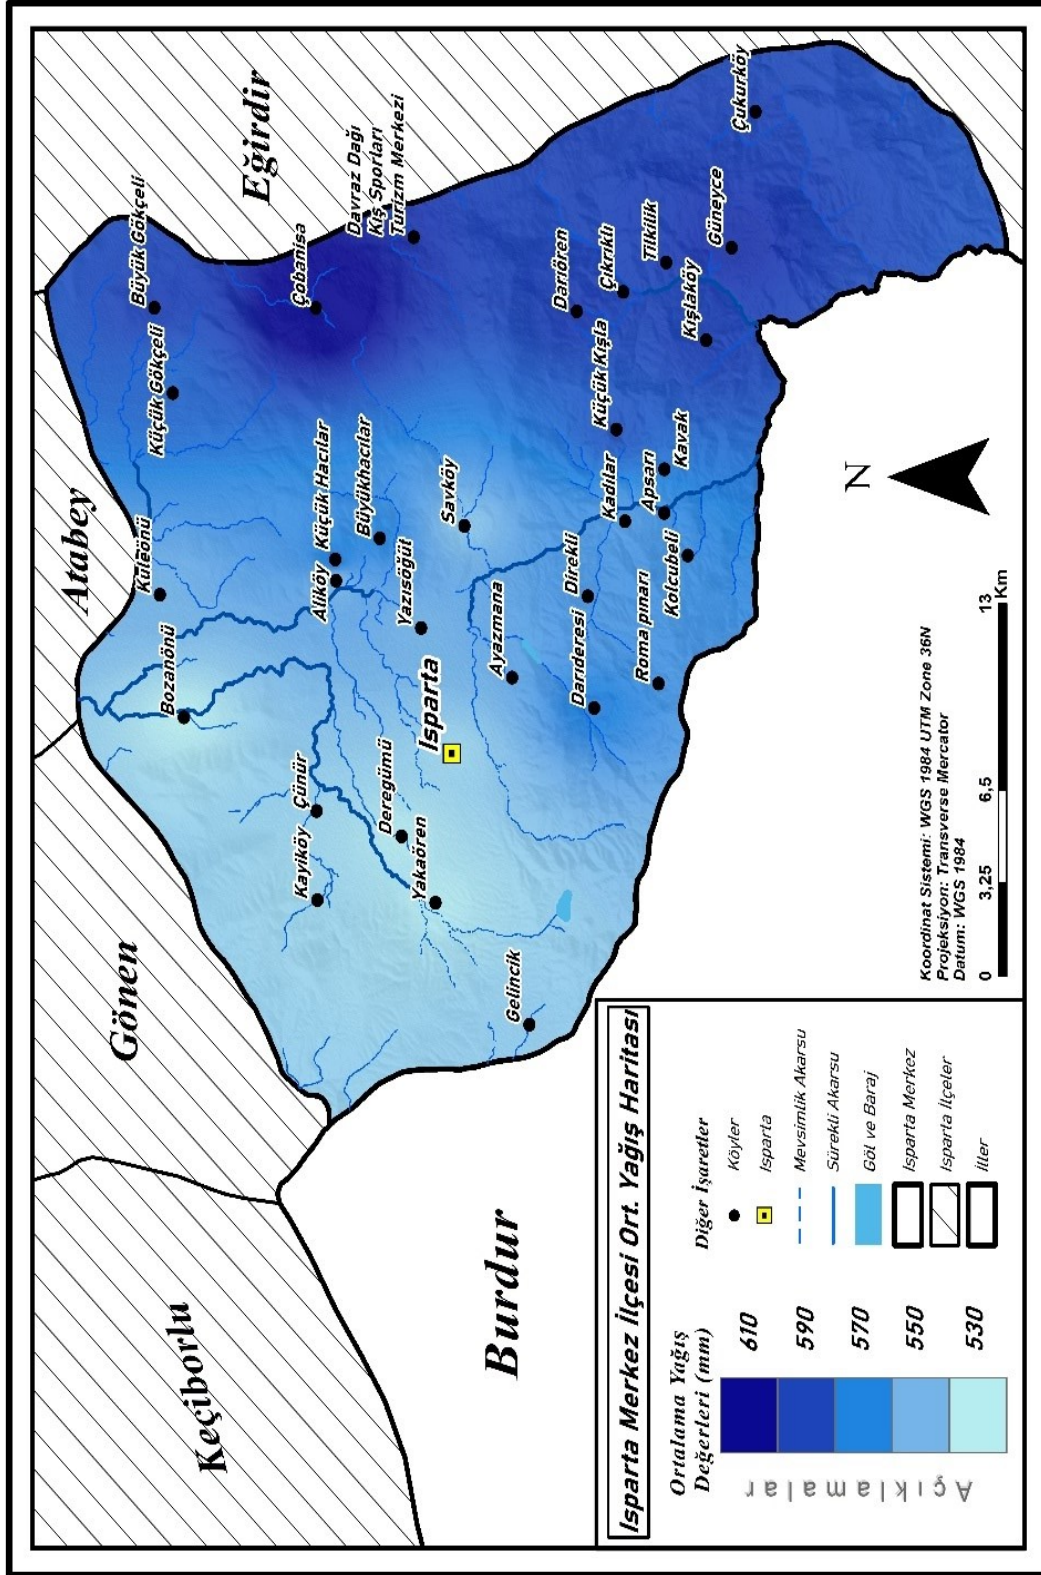 Keçiborlu
Gönen
Atabey
Eğirdir
Burdur
Büyük Gökçeli
Küçük Gökçeli
Kuleönü
Bozanönü
Çobanisa
Davraz Dağı
Kış Sporları
Turizm Merkezi
Küçük Hacılar
Aliköy
Büyükhacılar
Çünür
Kayıköy
Yazısöğüt
Deregümü
Isparta
Yakaören
Savköy
Ayazmana
Gelincik
Darıören
Direkli
Darıderesi
Çıkrıklı
Küçük Kışla
Kadılar
Tilkilik
Apsarı
Kavak
Roma pınarı
Kolcubeli
Kışlaköy
Güneyce
Çukurköy
N
Koordinat Sistemi: WGS 1984 UTM Zone 36N
Projeksiyon: Transverse Mercator
Datum: WGS 1984
0 3,25 6,5 13
Km
Isparta Merkez İlçesi Ort. Yağış Haritası
Açıklamalar
Ortalama Yağış
Değerleri (mm)
610
590
570
550
530
Diğer İşaretler
Köyler
Isparta
Mevsimlik Akarsu
Sürekli Akarsu
Göl ve Baraj
Isparta Merkez
Isparta İlçeler
İller